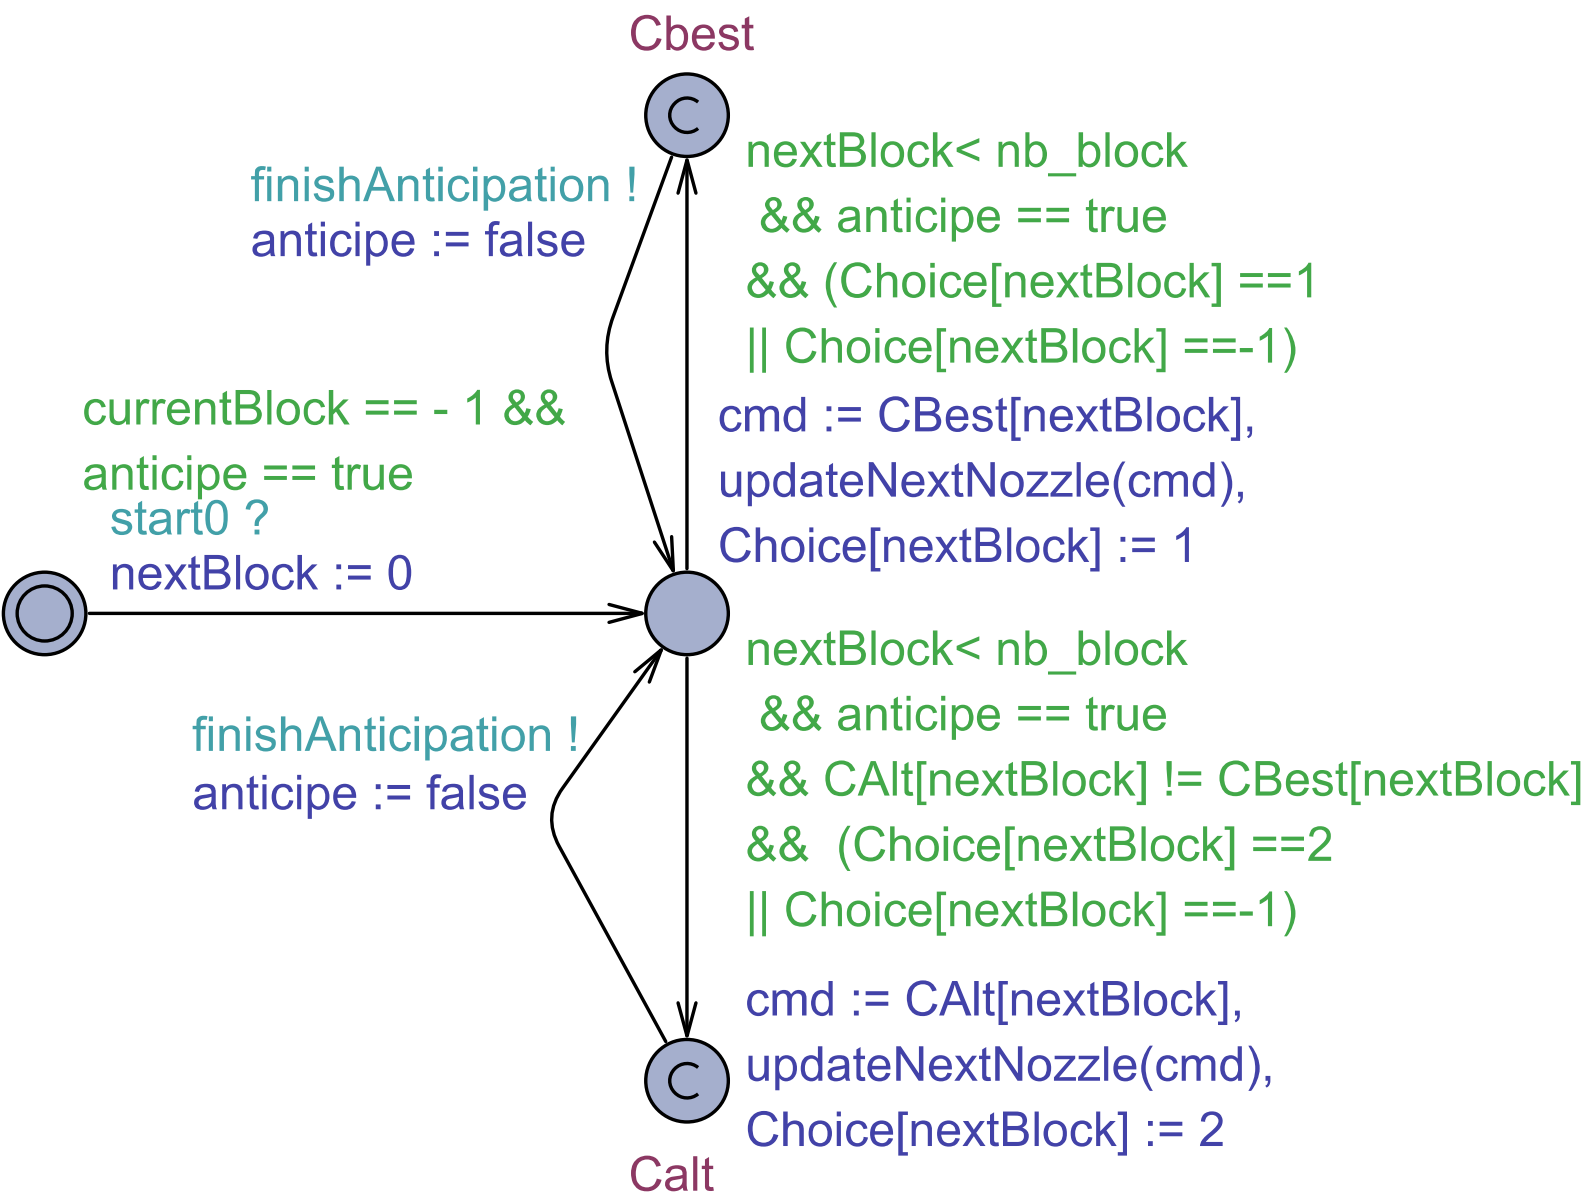 Cbest
C
nextBlock< nb_block
&& anticipe == true
&& (Choice[nextBlock] ==1
|| Choice[nextBlock] ==-1)
cmd := CBest[nextBlock],
updateNextNozzle(cmd),
Choice[nextBlock] := 1
finishAnticipation !
anticipe := false
currentBlock == - 1 &&
anticipe == true
start0 ?
nextBlock := 0
nextBlock< nb_block
&& anticipe == true
&& CAlt[nextBlock] != CBest[nextBlock]
&& (Choice[nextBlock] ==2
|| Choice[nextBlock] ==-1)
cmd := CAlt[nextBlock],
updateNextNozzle(cmd),
Choice[nextBlock] := 2
finishAnticipation !
anticipe := false
C
Calt